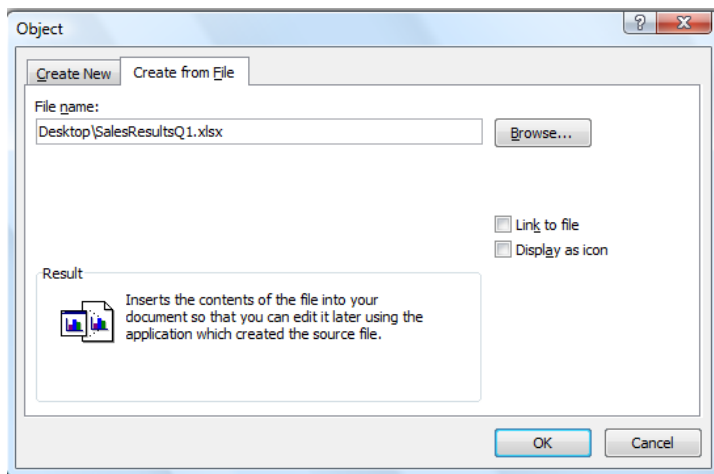 Object
Create New
Create from File
File name:
Desktop\SalesResultsQ1.xlsx
Browse...
Link to file
Display as icon
Result
Inserts the contents of the file into your
document so that you can edit it later using the
application which created the source file.
OK
Cancel